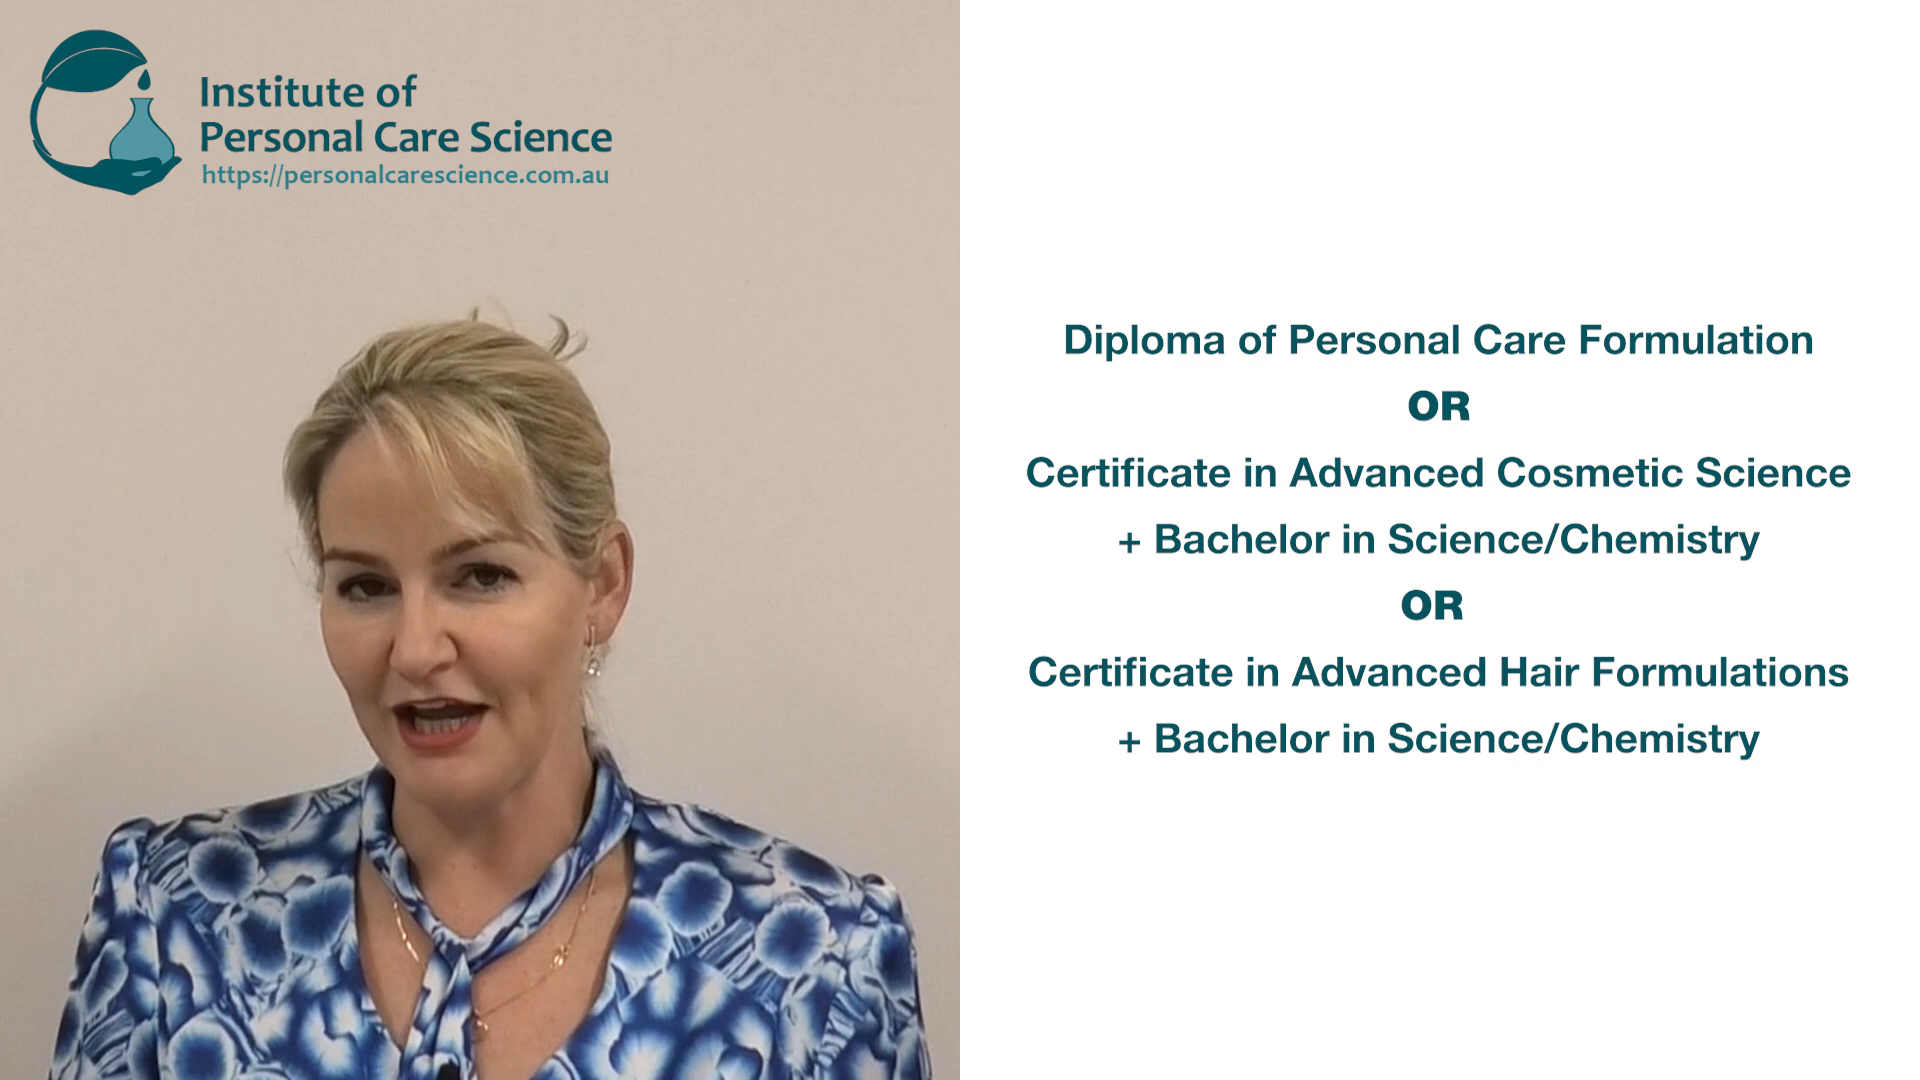 Institute of
Personal Care Science
https://personalcarescience.com.au
Diploma of Personal Care Formulation
OR
Certificate in Advanced Cosmetic Science
+ Bachelor in Science/Chemistry
OR
Certificate in Advanced Hair Formulations
+ Bachelor in Science/Chemistry